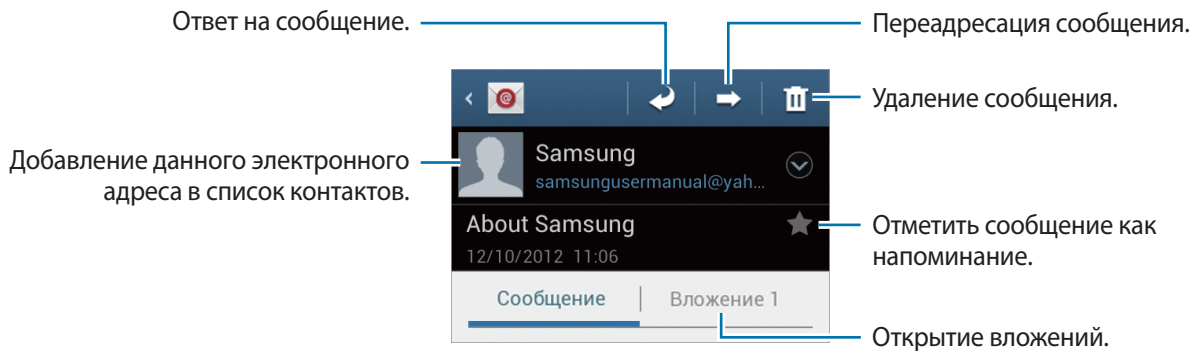 Ответ на сообщение.
Переадресация сообщения.
Удаление сообщения.
Добавление данного электронного
адреса в список контактов.
Samsung
samsungusermanual@yah...
About Samsung
12/10/2012 11:06
Отметить сообщение как
напоминание.
Сообщение
Вложение 1
Открытие вложений.